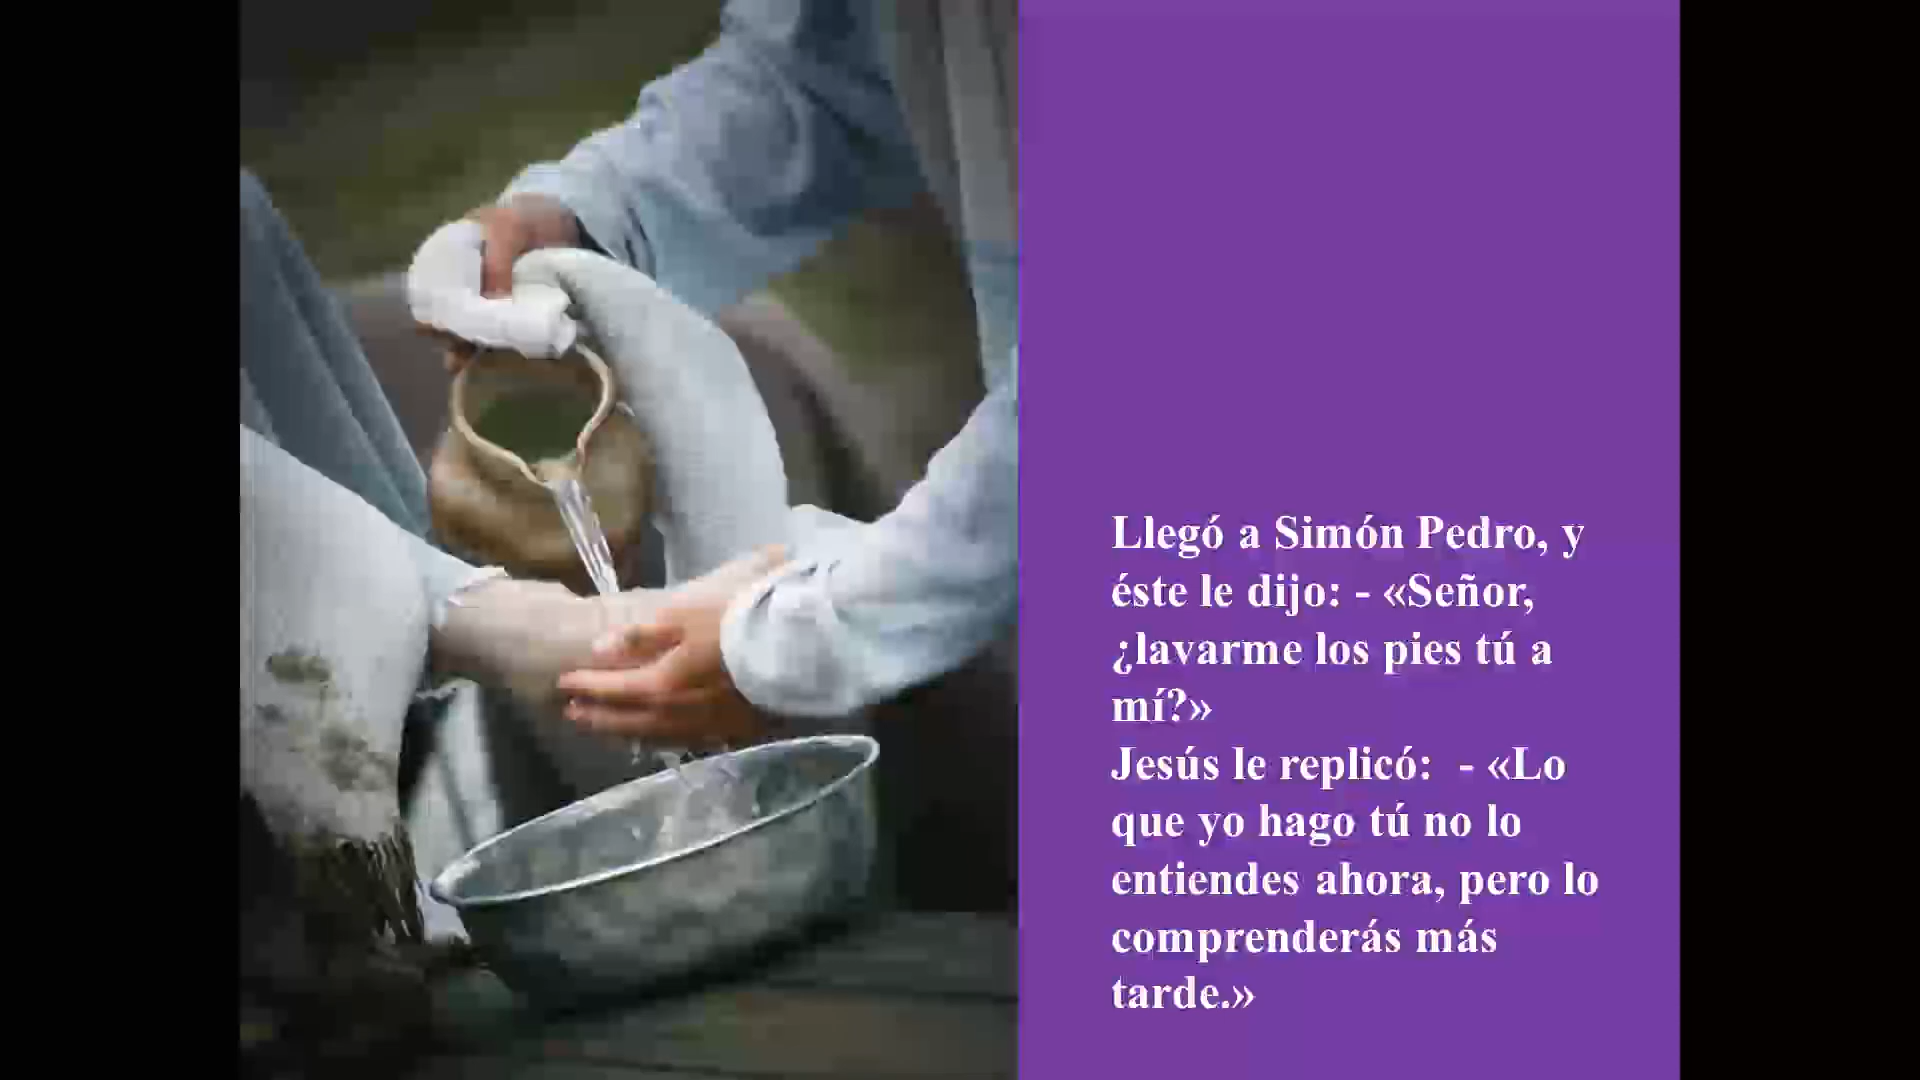 Llegó a Simón Pedro, y
éste le dijo: - «Señor,
¿lavarme los pies tú a
mí?»
Jesús le replicó:  - «Lo
que yo hago tú no lo
entiendes ahora, pero lo
comprenderás más
tarde.»